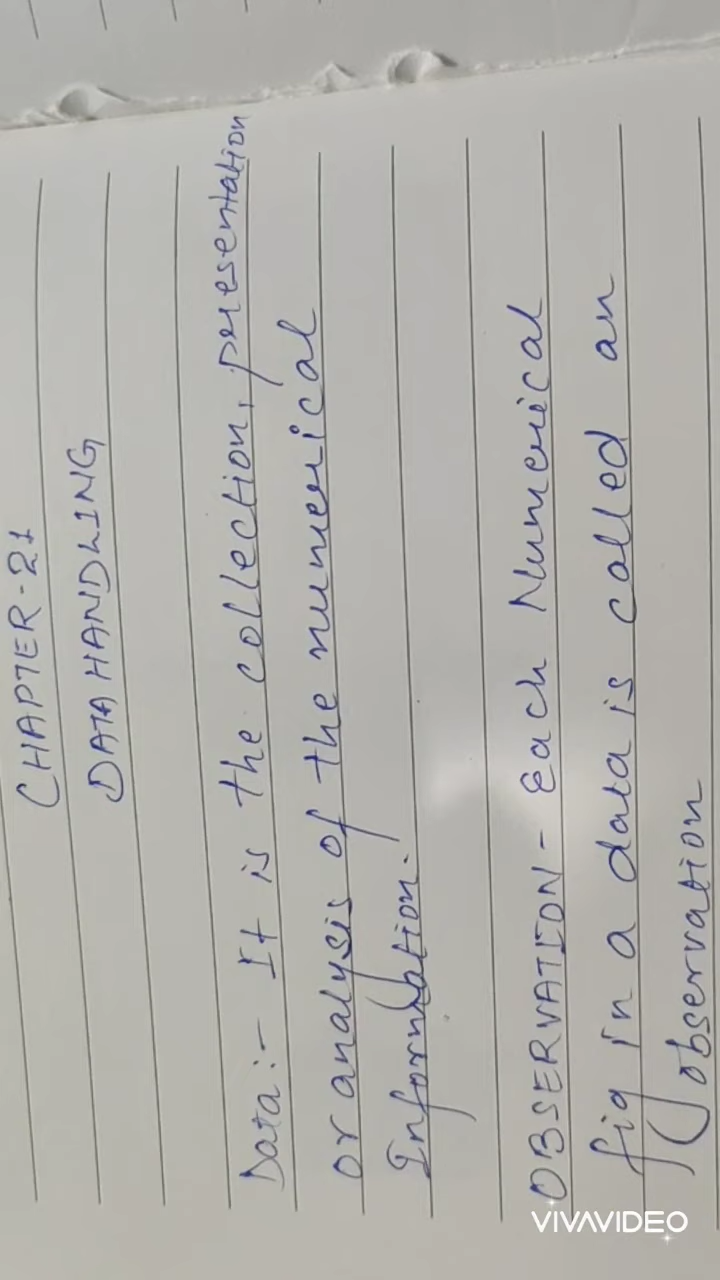 CHAPTER-21
DATA HANDLING
Data:- It is the collection, presentation
or analysis of the numerical
Information.
OBSERVATION- Each Numerical
fig in a data is called an
observation
VIVAVIDEO